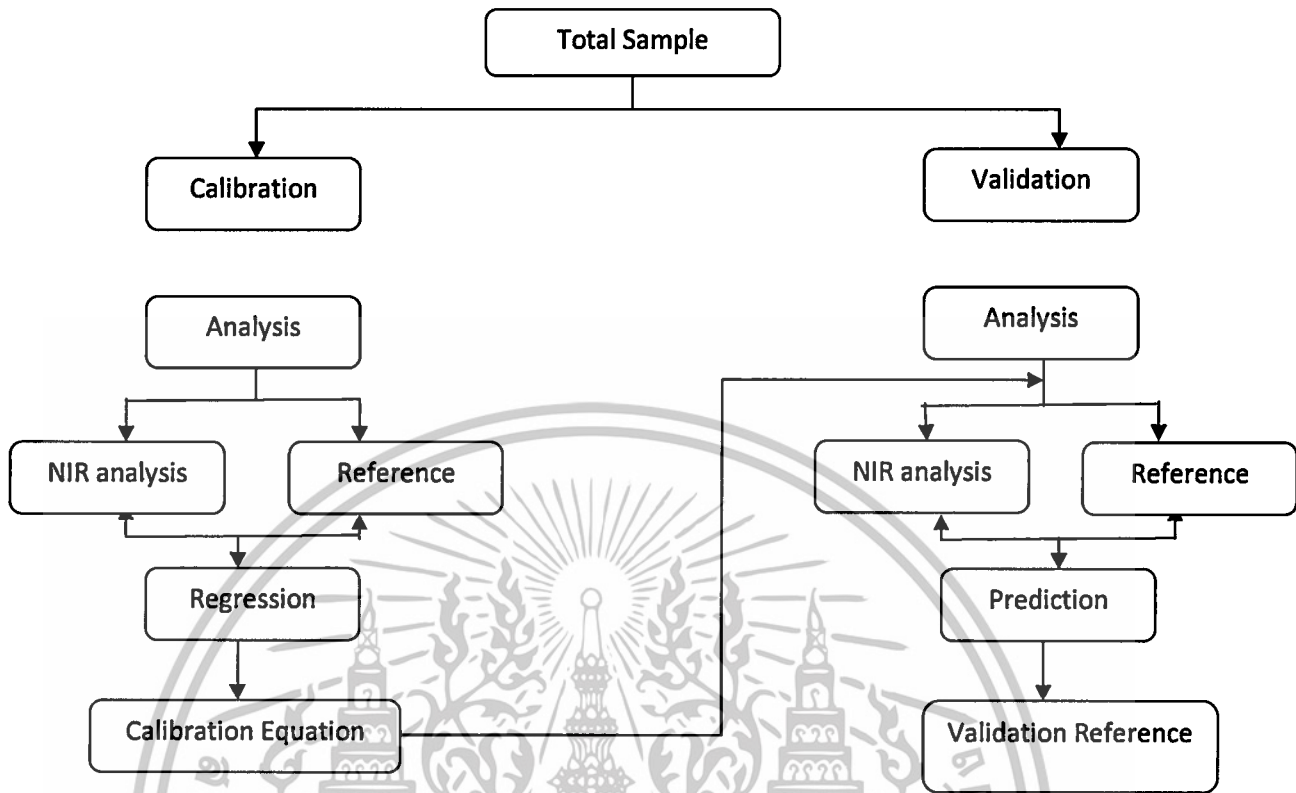 Total Sample
Calibration
Validation
Analysis
Analysis
NIR analysis
Reference
NIR analysis
Reference
Regression
Prediction
Calibration Equation
Validation Reference